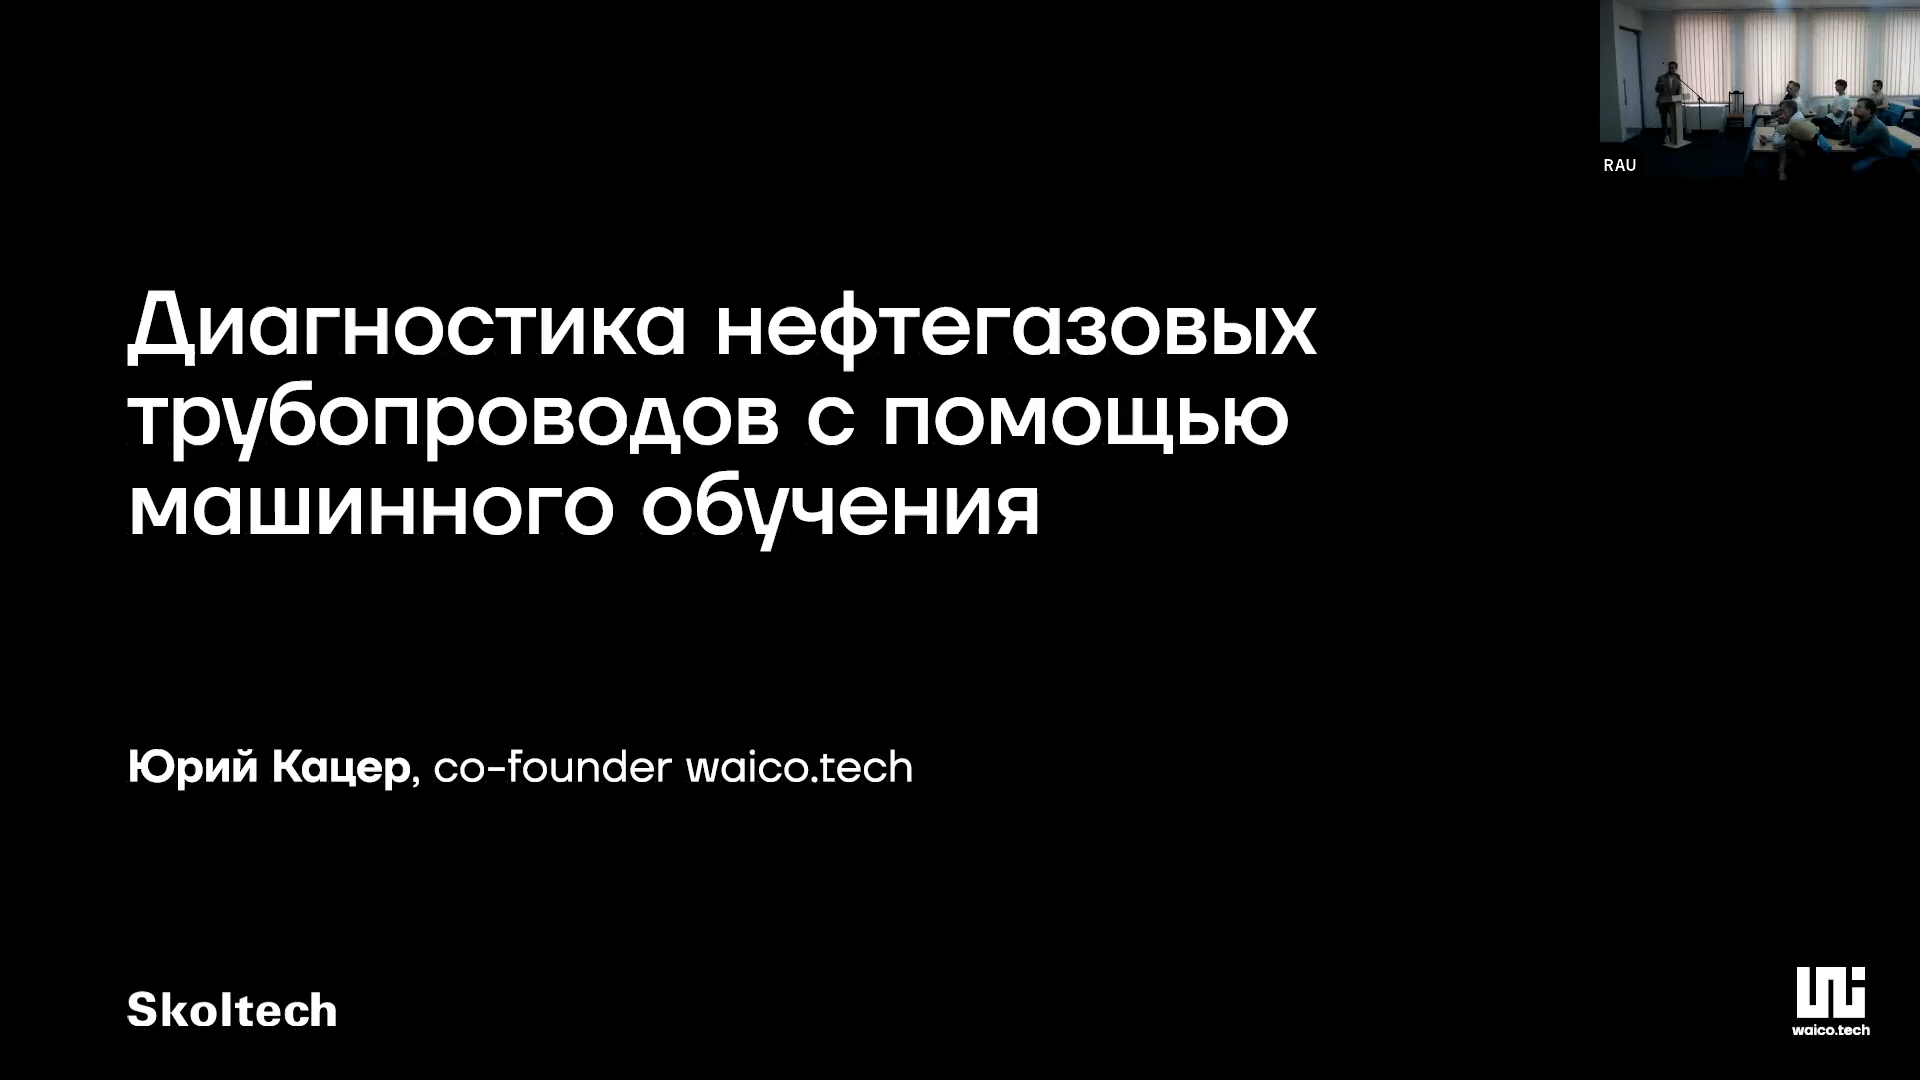 RAU
Диагностика нефтегазовых
трубопроводов с помощью
машинного обучения
Юрий Кацер, co-founder waico.tech
Skoltech
waico.tech